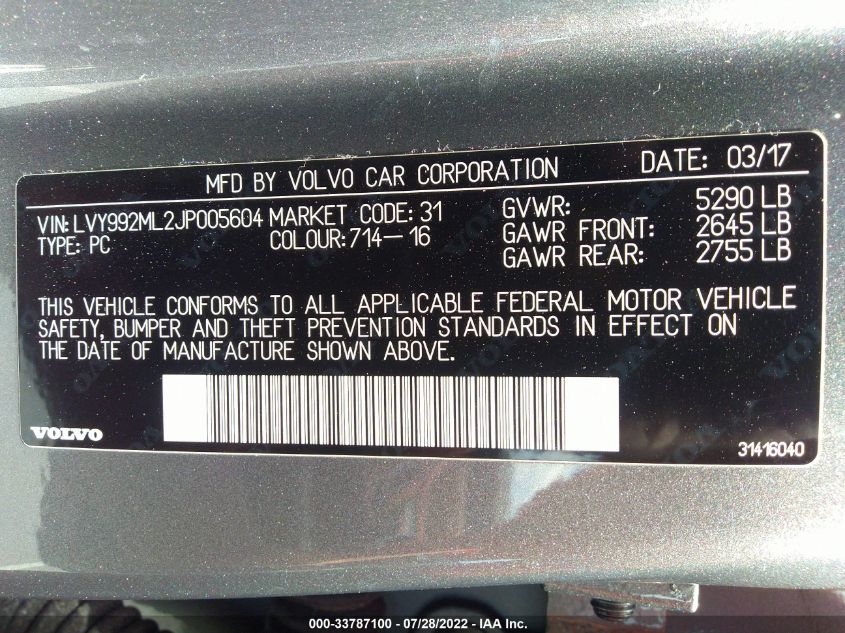 MFD BY VOLVO CAR CORPORATION DATE: 03/17
VIN: LVY992ML2JP005604 MARKET CODE: 31 GVWR: 5290 LB
TYPE: PC COLOUR: 714-16 GAWR FRONT: 2645 LB
GAWR REAR: 2755 LB
THIS VEHICLE CONFORMS TO ALL APPLICABLE FEDERAL MOTOR VEHICLE
SAFETY, BUMPER AND THEFT PREVENTION STANDARDS IN EFFECT ON
THE DATE OF MANUFACTURE SHOWN ABOVE.
VOLVO
31416040
000-33787100 - 07/28/2022 - IAA Inc.